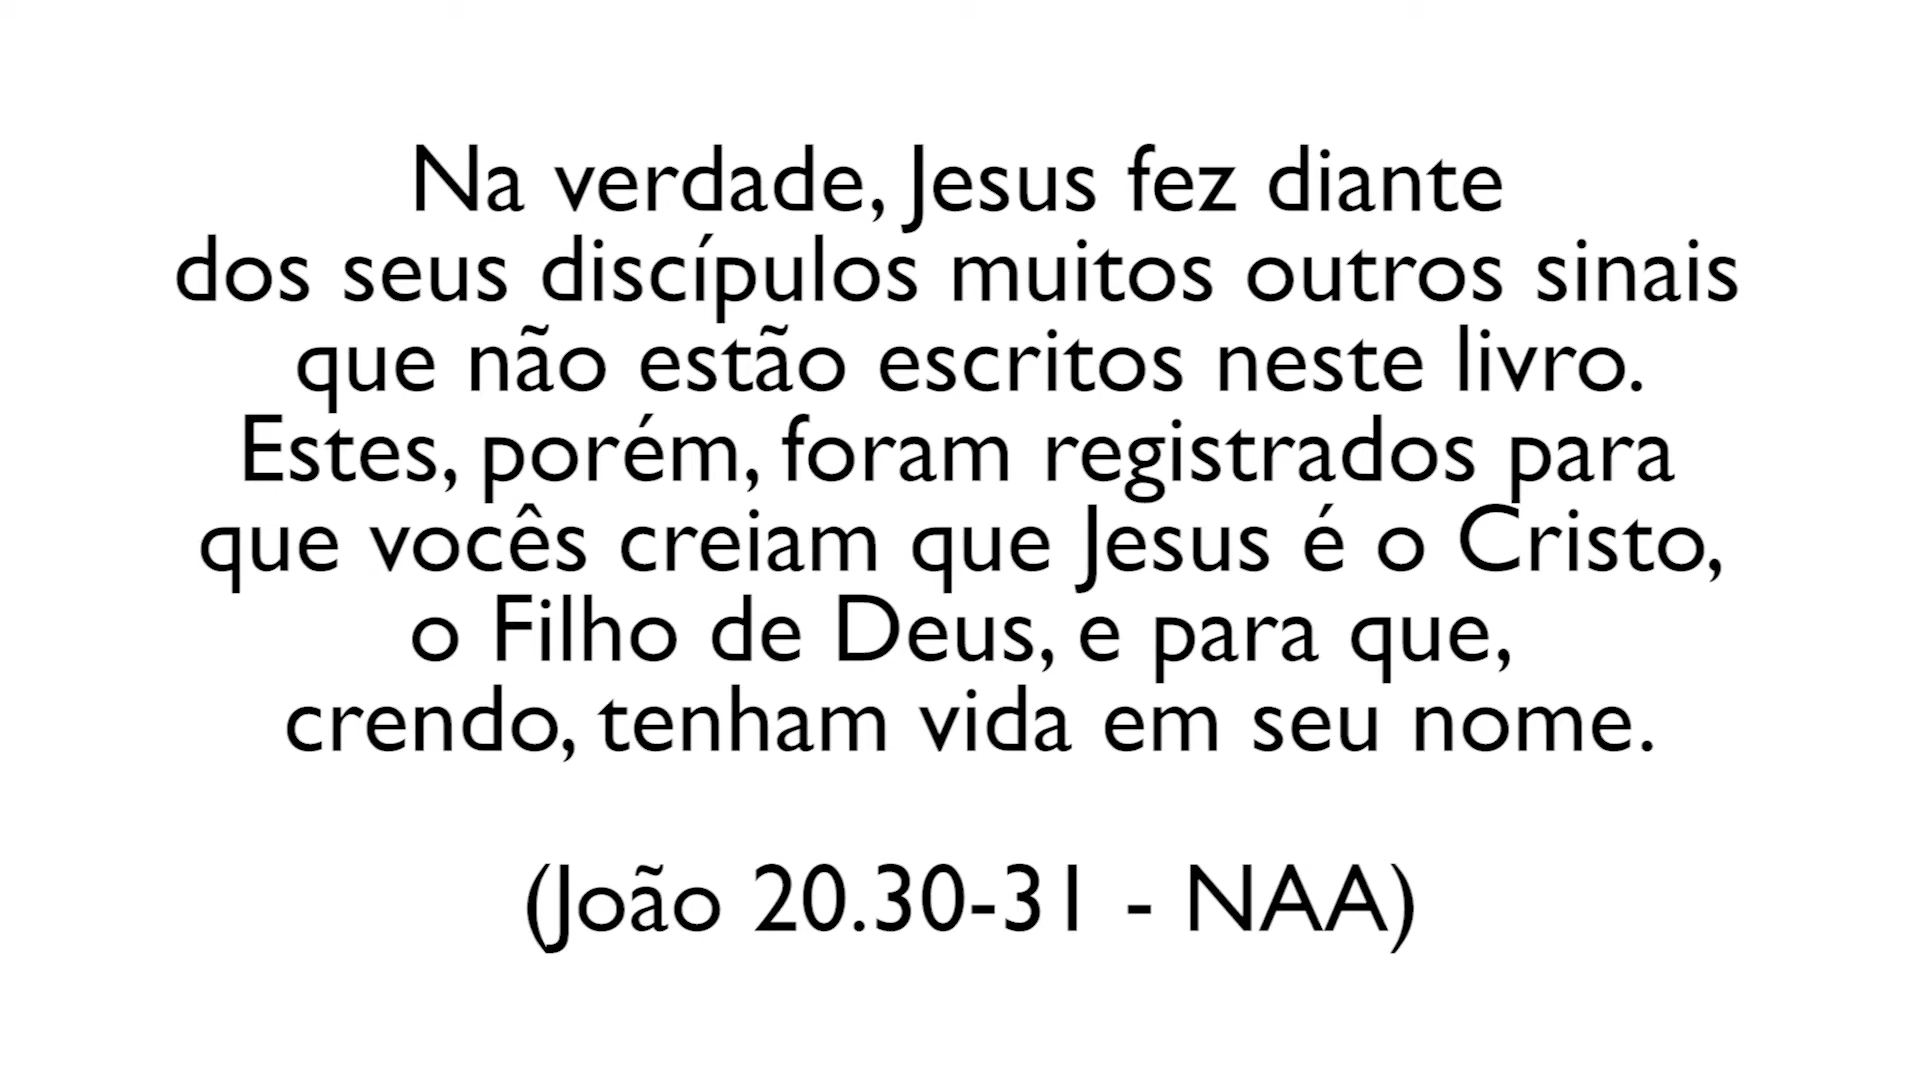 Na verdade, Jesus fez diante
dos seus discípulos muitos outros sinais
que não estão escritos neste livro.
Estes, porém, foram registrados para
que vocês creiam que Jesus é o Cristo,
o Filho de Deus, e para que,
crendo, tenham vida em seu nome.
(João 20.30-31 - NAA)